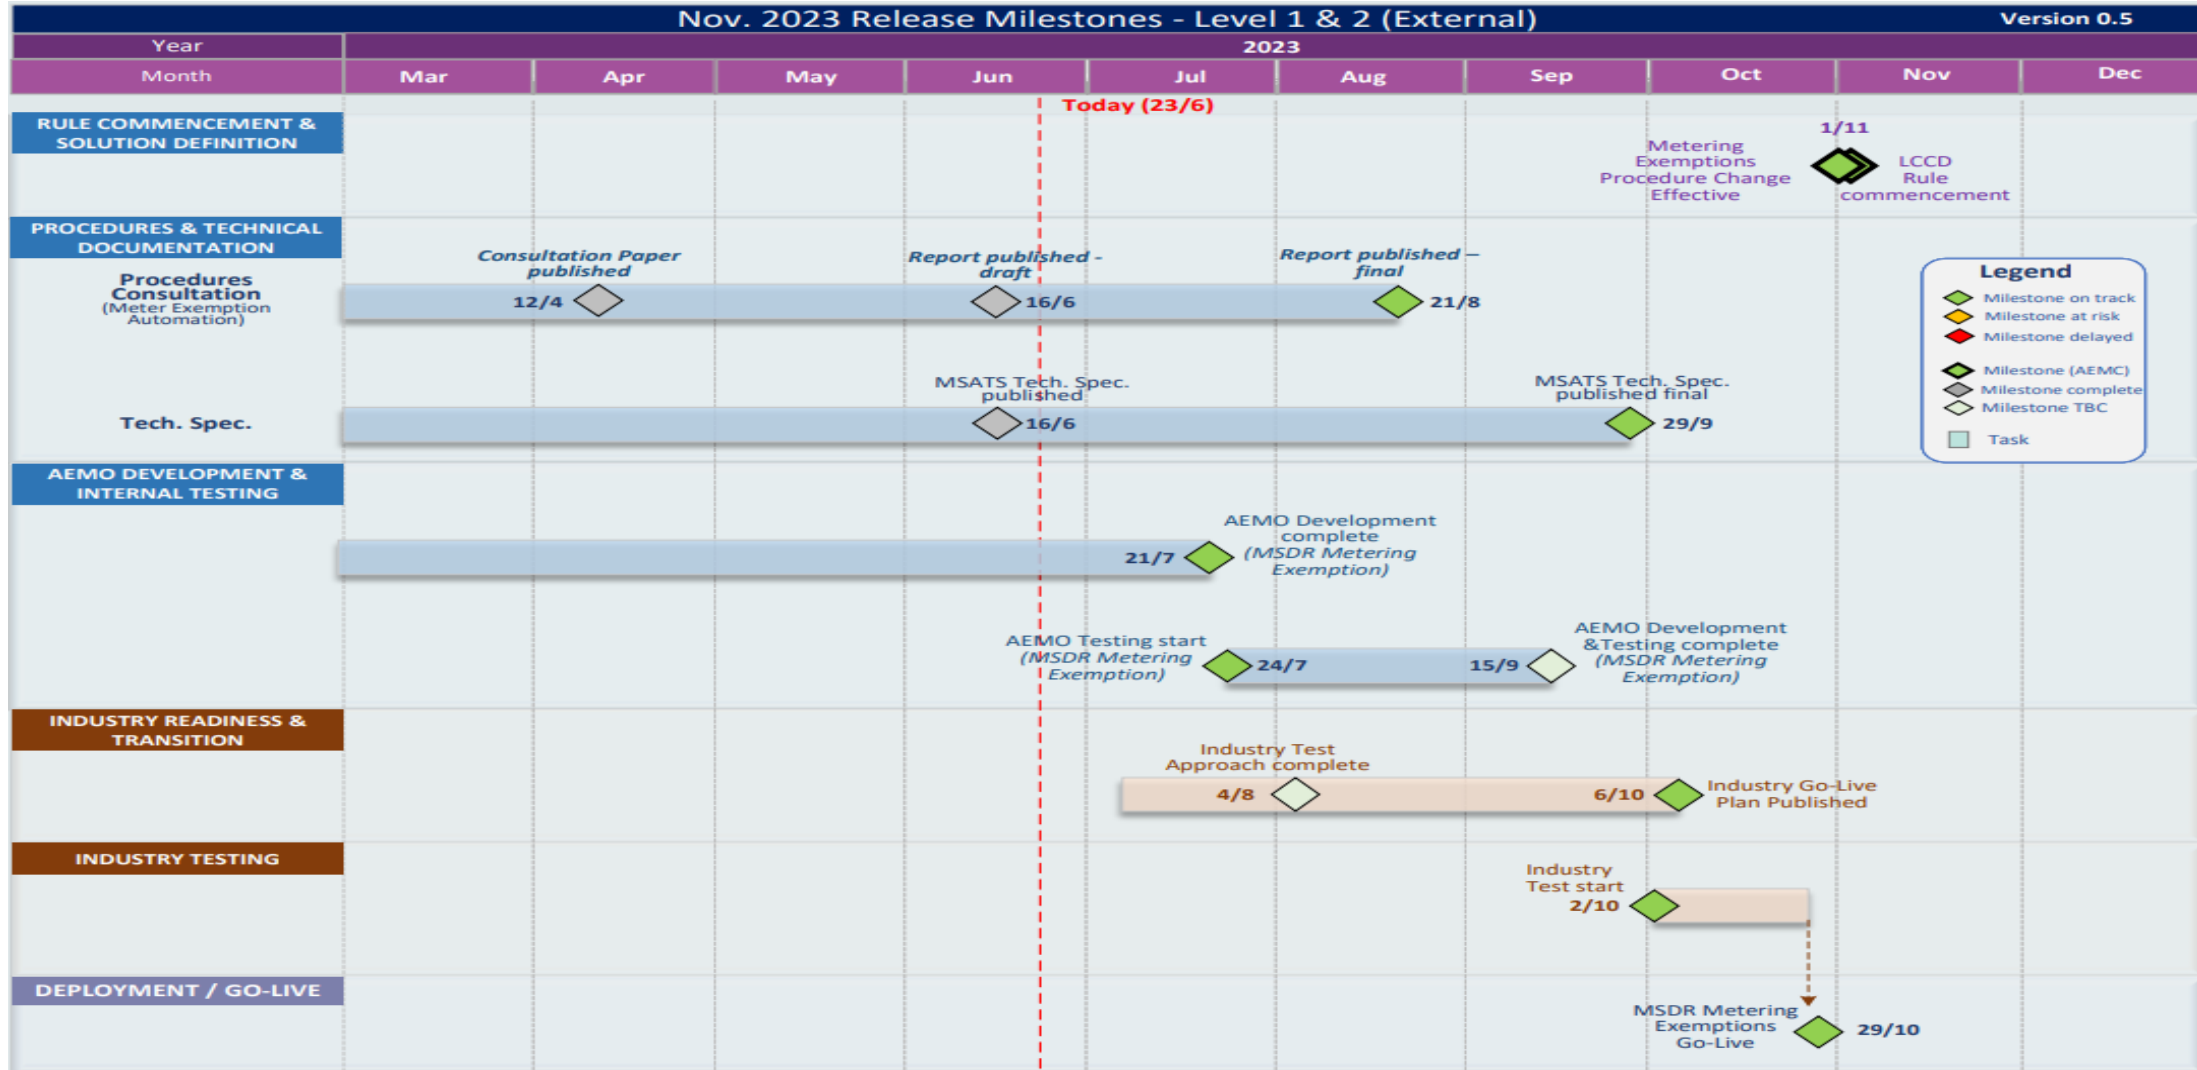 Nov. 2023 Release Milestones - Level 1 & 2 (External)
Version 0.5
Year
2023
Month
Mar
Apr
May
Jun
Jul
Aug
Sep
Oct
Nov
Dec
Today (23/6)
RULE COMMENCEMENT &
SOLUTION DEFINITION
1/11
Metering
Exemptions
Procedure Change
Effective
LCCD
Rule
commencement
PROCEDURES & TECHNICAL
DOCUMENTATION
Procedures
Consultation
(Meter Exemption
Automation)
Consultation Paper
published
12/4
Report published -
draft
16/6
Report published –
final
21/8
Legend
Milestone on track
Milestone at risk
Milestone delayed
Milestone (AEMC)
Milestone complete
Milestone TBC
Task
Tech. Spec.
MSATS Tech. Spec.
published
16/6
MSATS Tech. Spec.
published final
29/9
AEMO DEVELOPMENT &
INTERNAL TESTING
21/7
AEMO Development
complete
(MSDR Metering
Exemption)
AEMO Testing start
(MSDR Metering
Exemption)
24/7
15/9
AEMO Development
&Testing complete
(MSDR Metering
Exemption)
INDUSTRY READINESS &
TRANSITION
Industry Test
Approach complete
4/8
6/10
Industry Go-Live
Plan Published
INDUSTRY TESTING
Industry
Test start
2/10
DEPLOYMENT / GO-LIVE
MSDR Metering
Exemptions
Go-Live
29/10